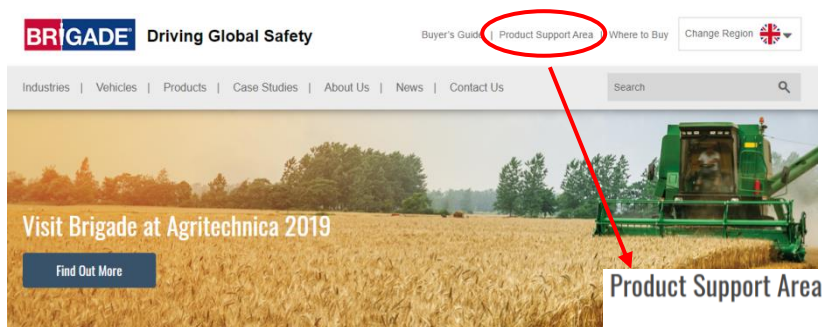 BRIGADE Driving Global Safety
Buyer's Guide | Product Support Area | Where to Buy
Change Region
Industries | Vehicles | Products | Case Studies | About Us | News | Contact Us
Search
Visit Brigade at Agritechnica 2019
Find Out More
Product Support Area